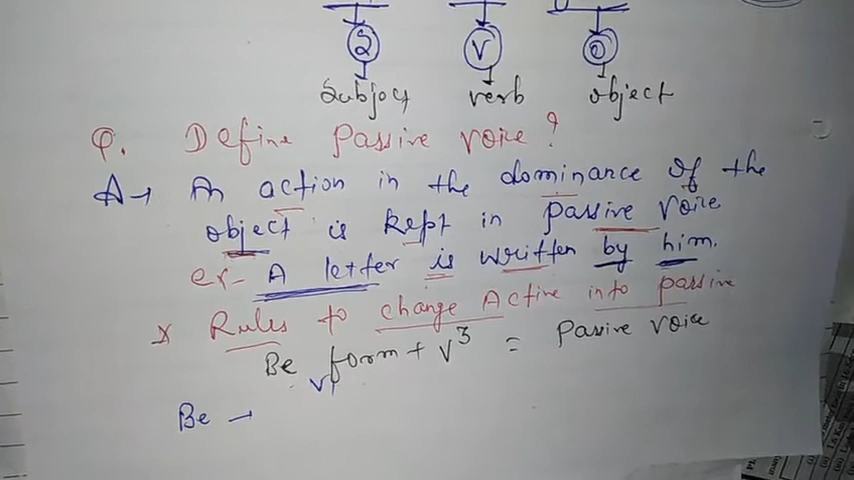 S V O
Subject verb object
Q. Define Passive voice?
A→ An action in the dominance of the
object is kept in passive voice
ex- A letter is written by him.
x Rules to change Active into passive
Be form + V3 = Passive voice
V1
Be →